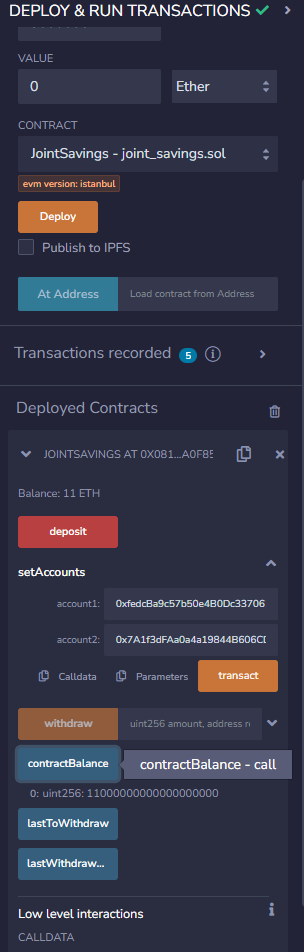 DEPLOY & RUN TRANSACTIONS
VALUE
0 Ether
CONTRACT
JointSavings - joint_savings.sol
evm version: istanbul
Deploy
Publish to IPFS
At Address Load contract from Address
Transactions recorded 5 i
Deployed Contracts
JOINTSAVINGS AT 0X081...A0F85
Balance: 11 ETH
deposit
setAccounts
account1: 0xfedcBa9c57b50e4B0Dc33706
account2: 0x7A1f3dFAa0a4a19844B606CD
Calldata Parameters transact
withdraw uint256 amount, address re
contractBalance contractBalance - call
0: uint256: 11000000000000000000
lastToWithdraw
lastWithdraw...
Low level interactions i
CALLDATA